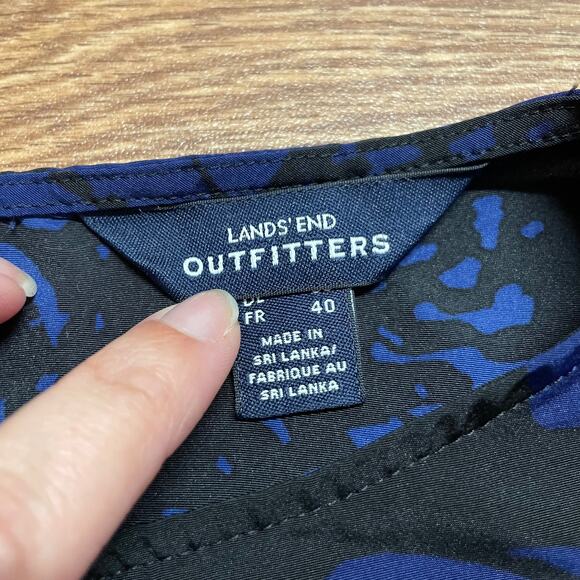 LANDS' END
OUTFITTERS
FR 40
MADE IN
SRI LANKA/
FABRIQUE AU
SRI LANKA